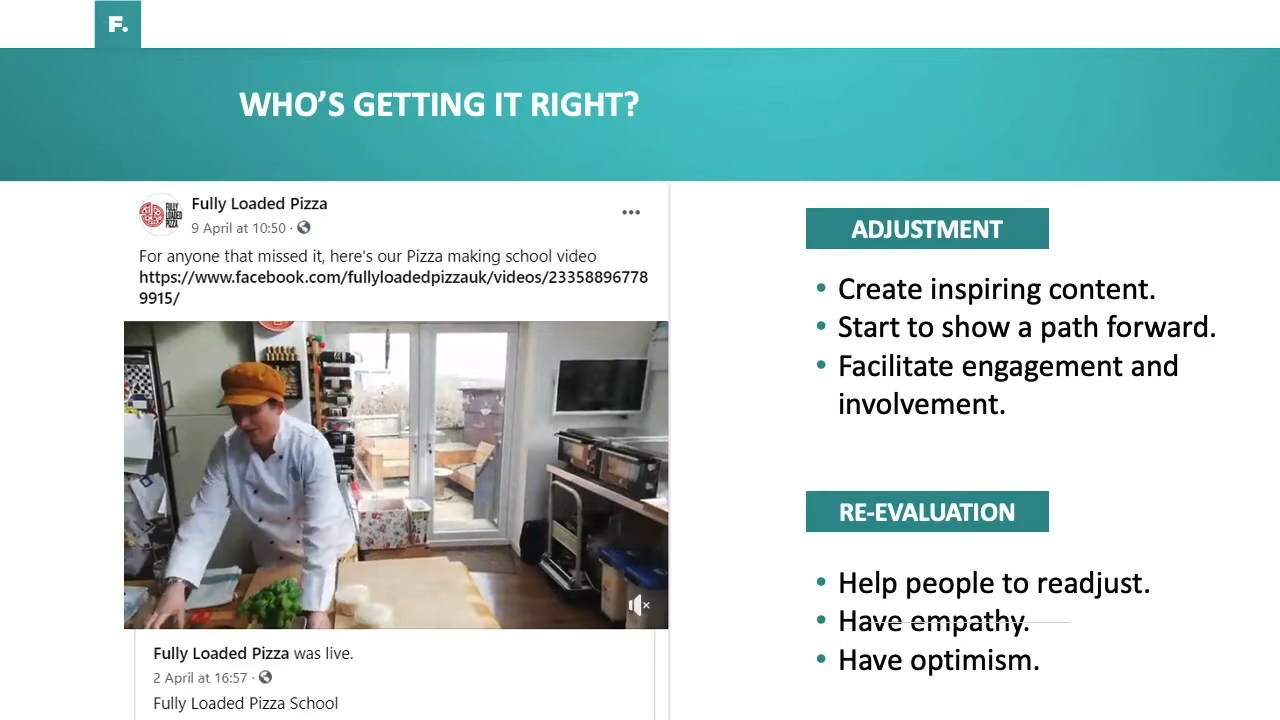 F.
WHO'S GETTING IT RIGHT?
FULLY
LOADED
PIZZA
Fully Loaded Pizza
9 April at 10:50 ·
For anyone that missed it, here's our Pizza making school video
https://www.facebook.com/fullyloadedpizzauk/videos/23358896778
9915/
Fully Loaded Pizza was live.
2 April at 16:57 ·
Fully Loaded Pizza School
ADJUSTMENT
• Create inspiring content.
• Start to show a path forward.
• Facilitate engagement and
involvement.
RE-EVALUATION
• Help people to readjust.
• Have empathy.
• Have optimism.